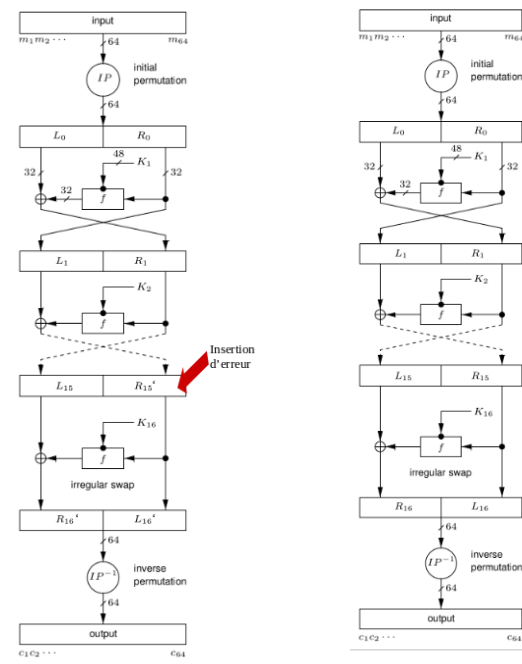 input
m₁m₂ ⋯ m₆₄
64
IP
initial
permutation
64
L₀ R₀
48
K₁
32 32 f 32
L₁ R₁
K₂
f
Insertion
d'erreur
L₁₅ R₁₅‘
K₁₆
f
irregular swap
R₁₆‘ L₁₆‘
64
IP⁻¹
inverse
permutation
64
output
c₁c₂ ⋯ c₆₄
input
m₁m₂ ⋯ m₆₄
64
IP
initial
permutation
64
L₀ R₀
48
K₁
32 32 f 32
L₁ R₁
K₂
f
L₁₅ R₁₅
K₁₆
f
irregular swap
R₁₆ L₁₆
64
IP⁻¹
inverse
permutation
64
output
c₁c₂ ⋯ c₆₄